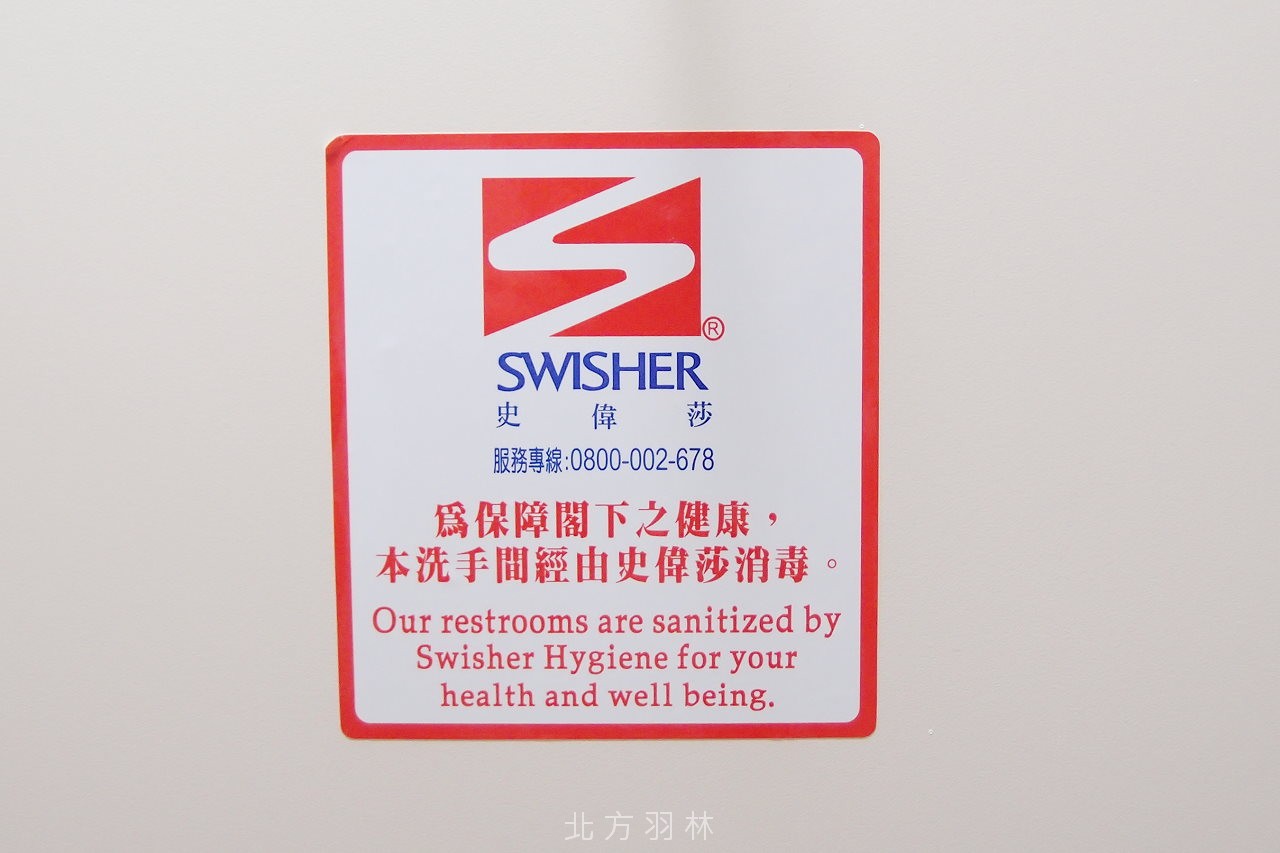 ®
SWISHER
史偉莎
服務專線:0800-002-678
爲保障閣下之健康，
本洗手間經由史偉莎消毒。
Our restrooms are sanitized by
Swisher Hygiene for your
health and well being.
北方羽林